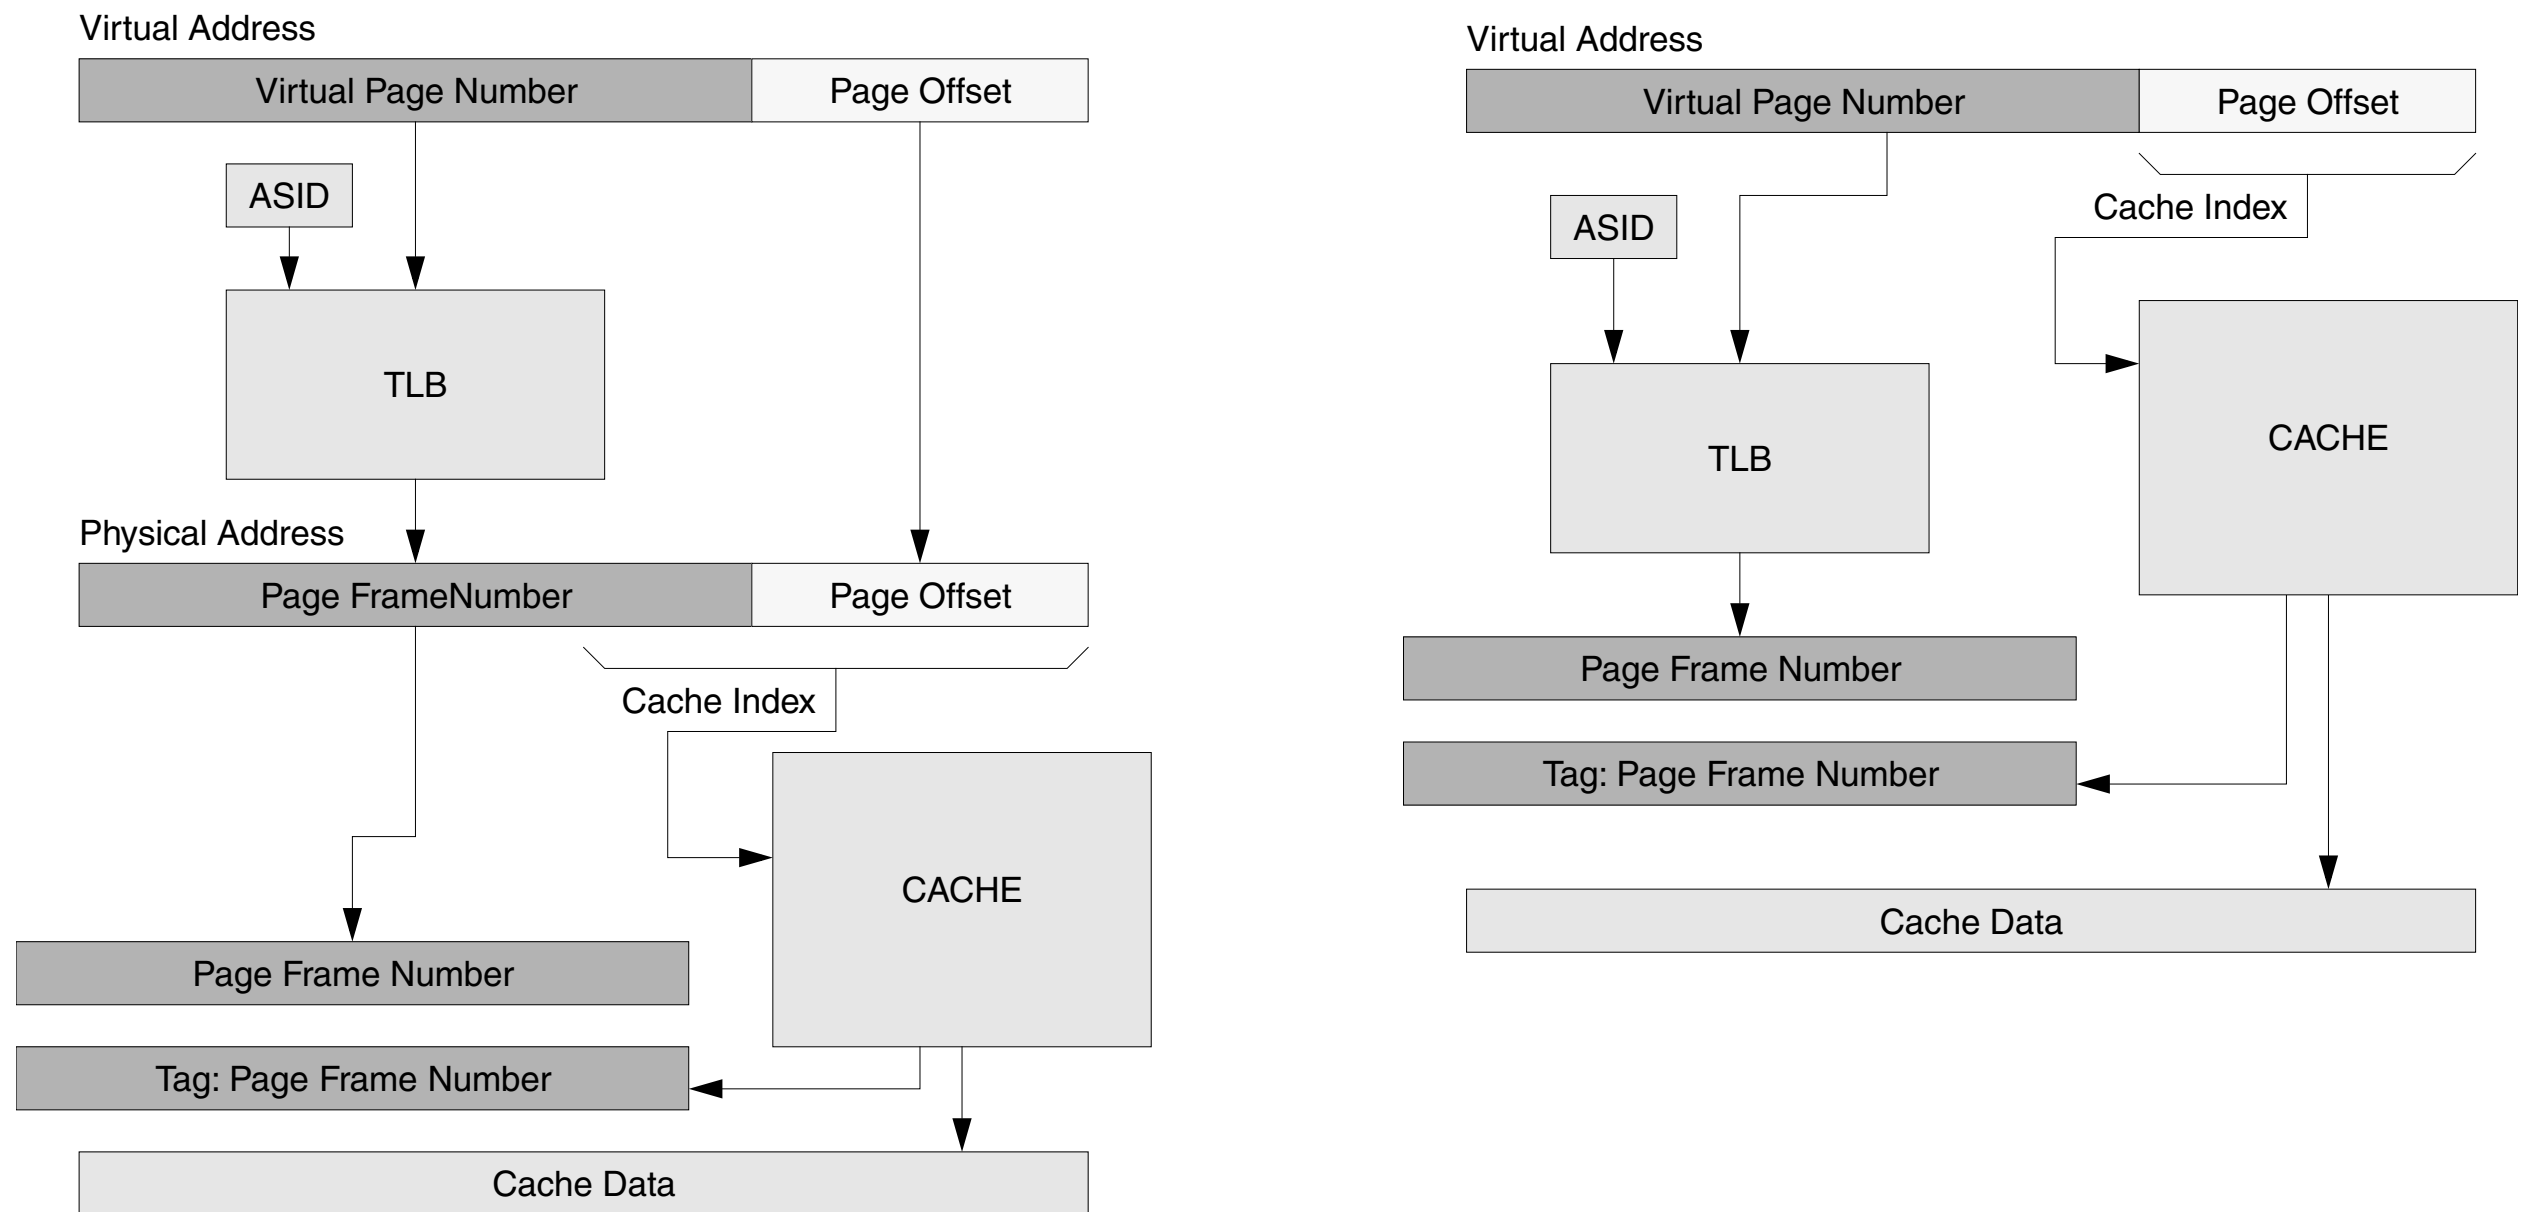 Virtual Address
Virtual Page Number
Page Offset
ASID
TLB
Physical Address
Page FrameNumber
Page Offset
Cache Index
CACHE
Page Frame Number
Tag: Page Frame Number
Cache Data
Virtual Address
Virtual Page Number
Page Offset
Cache Index
ASID
TLB
CACHE
Page Frame Number
Tag: Page Frame Number
Cache Data